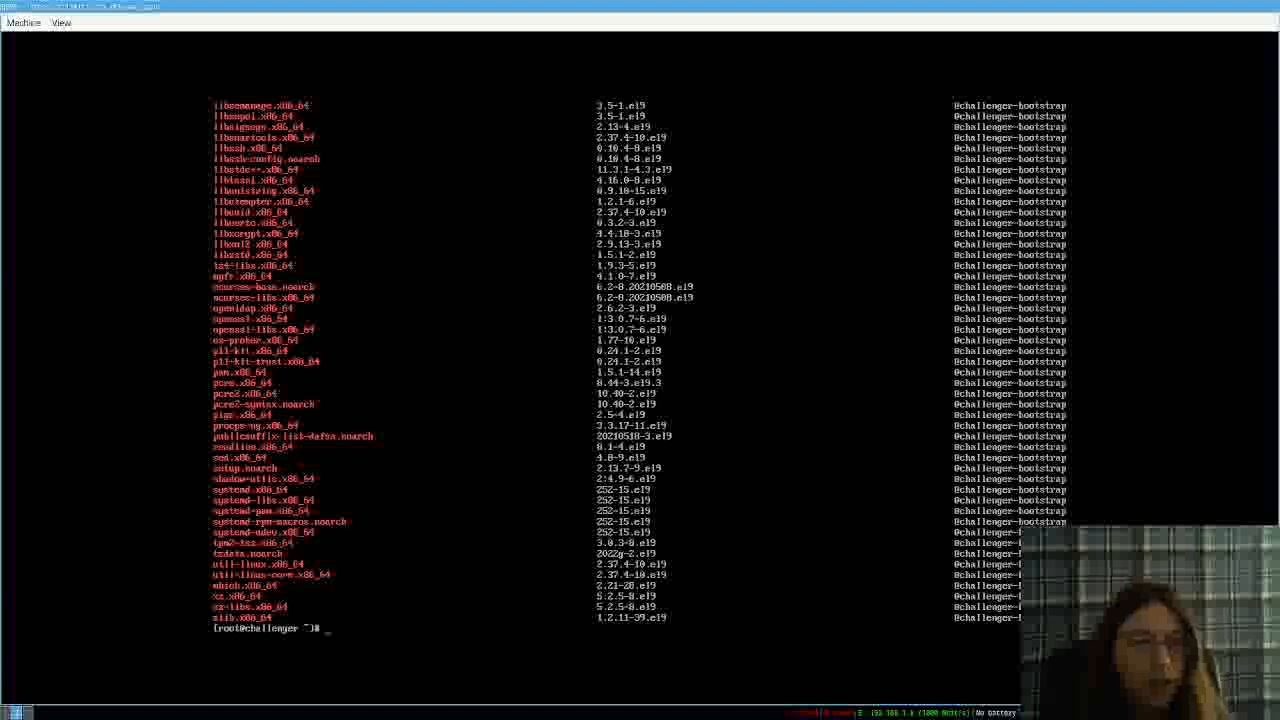 Machine View
libsemanage.x86_64 3.5-1.el9 @challenger-bootstrap
libsepol.x86_64 3.5-1.el9 @challenger-bootstrap
libsigsegv.x86_64 2.13-4.el9 @challenger-bootstrap
libsmartcols.x86_64 2.37.4-10.el9 @challenger-bootstrap
libssh.x86_64 0.10.4-8.el9 @challenger-bootstrap
libssh-config.noarch 0.10.4-8.el9 @challenger-bootstrap
libstdc++.x86_64 11.3.1-4.3.el9 @challenger-bootstrap
libtasn1.x86_64 4.16.0-8.el9 @challenger-bootstrap
libunistring.x86_64 0.9.10-15.el9 @challenger-bootstrap
libutempter.x86_64 1.2.1-6.el9 @challenger-bootstrap
libuuid.x86_64 2.37.4-10.el9 @challenger-bootstrap
libverto.x86_64 0.3.2-3.el9 @challenger-bootstrap
libxcrypt.x86_64 4.4.18-3.el9 @challenger-bootstrap
libxml2.x86_64 2.9.13-3.el9 @challenger-bootstrap
libzstd.x86_64 1.5.1-2.el9 @challenger-bootstrap
lz4-libs.x86_64 1.9.3-5.el9 @challenger-bootstrap
mpfr.x86_64 4.1.0-7.el9 @challenger-bootstrap
ncurses-base.noarch 6.2-8.20210508.el9 @challenger-bootstrap
ncurses-libs.x86_64 6.2-8.20210508.el9 @challenger-bootstrap
openldap.x86_64 2.6.2-3.el9 @challenger-bootstrap
openssl.x86_64 1:3.0.7-6.el9 @challenger-bootstrap
openssl-libs.x86_64 1:3.0.7-6.el9 @challenger-bootstrap
os-prober.x86_64 1.77-10.el9 @challenger-bootstrap
p11-kit.x86_64 0.24.1-2.el9 @challenger-bootstrap
p11-kit-trust.x86_64 0.24.1-2.el9 @challenger-bootstrap
pam.x86_64 1.5.1-14.el9 @challenger-bootstrap
pcre.x86_64 8.44-3.el9.3 @challenger-bootstrap
pcre2.x86_64 10.40-2.el9 @challenger-bootstrap
pcre2-syntax.noarch 10.40-2.el9 @challenger-bootstrap
pigz.x86_64 2.5-4.el9 @challenger-bootstrap
procps-ng.x86_64 3.3.17-11.el9 @challenger-bootstrap
publicsuffix-list-dafsa.noarch 20210518-3.el9 @challenger-bootstrap
readline.x86_64 8.1-4.el9 @challenger-bootstrap
sed.x86_64 4.8-9.el9 @challenger-bootstrap
setup.noarch 2.13.7-9.el9 @challenger-bootstrap
shadow-utils.x86_64 2:4.9-6.el9 @challenger-bootstrap
systemd.x86_64 252-15.el9 @challenger-bootstrap
systemd-libs.x86_64 252-15.el9 @challenger-bootstrap
systemd-pam.x86_64 252-15.el9 @challenger-bootstrap
systemd-rpm-macros.noarch 252-15.el9 @challenger-bootstrap
systemd-udev.x86_64 252-15.el9 @challenger-b
tpm2-tss.x86_64 3.0.3-8.el9 @challenger-b
tzdata.noarch 2022g-2.el9 @challenger-b
util-linux.x86_64 2.37.4-10.el9 @challenger-b
util-linux-core.x86_64 2.37.4-10.el9 @challenger-b
which.x86_64 2.21-28.el9 @challenger-b
xz.x86_64 5.2.5-8.el9 @challenger-b
xz-libs.x86_64 5.2.5-8.el9 @challenger-b
zlib.x86_64 1.2.11-39.el9 @challenger-b
[root@challenger ~]# _
No battery